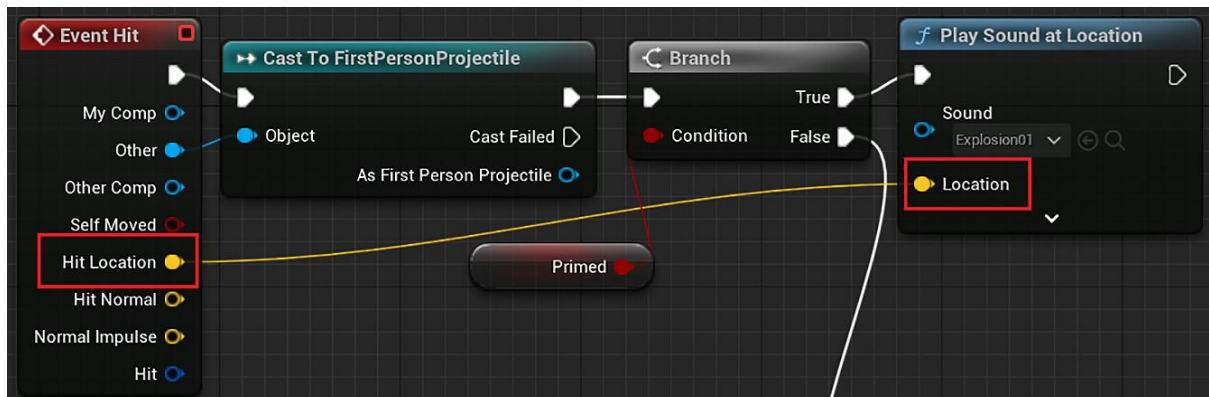 Event Hit
My Comp
Other
Other Comp
Self Moved
Hit Location
Hit Normal
Normal Impulse
Hit
Cast To FirstPersonProjectile
Object
Cast Failed
As First Person Projectile
Primed
Branch
True
Condition
False
f Play Sound at Location
Sound
Explosion01
Location